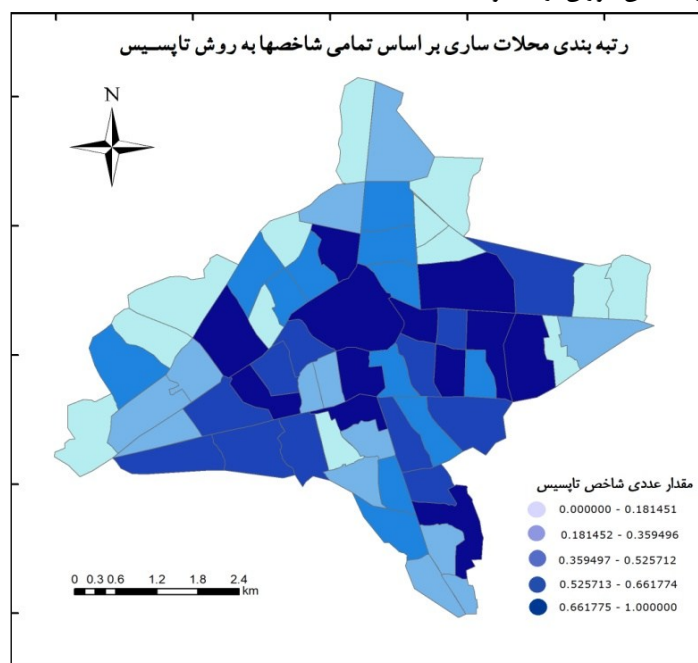 رتبه بندی محلات ساری بر اساس تمامی شاخصها به روش تاپسیس
N
مقدار عددی شاخص تاپسیس
0.000000 - 0.181451
0.181452 - 0.359496
0.359497 - 0.525712
0.525713 - 0.661774
0.661775 - 1.000000
0 0.3 0.6 1.2 1.8 2.4
km